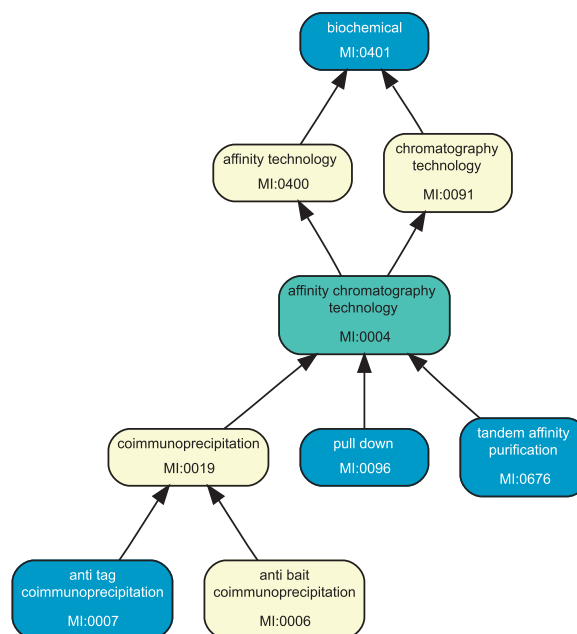 biochemical
MI:0401
affinity technology
MI:0400
chromatography
technology
MI:0091
affinity chromatography
technology
MI:0004
coimmunoprecipitation
MI:0019
pull down
MI:0096
tandem affinity
purification
MI:0676
anti tag
coimmunoprecipitation
MI:0007
anti bait
coimmunoprecipitation
MI:0006